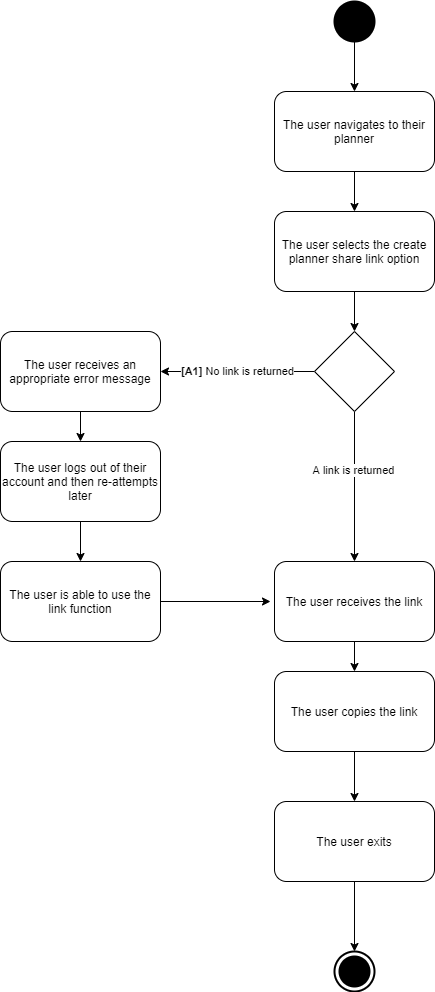 The user navigates to their
planner
The user selects the create
planner share link option
The user receives an
appropriate error message
[A1] No link is returned
The user logs out of their
account and then re-attempts
later
A link is returned
The user is able to use the
link function
The user receives the link
The user copies the link
The user exits